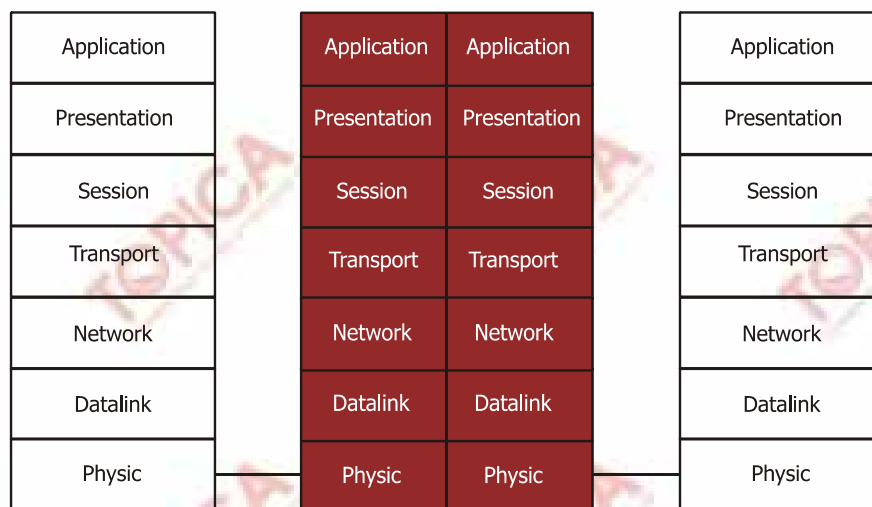 Application Application Application Application
Presentation Presentation Presentation Presentation
Session Session Session Session
Transport Transport Transport Transport
Network Network Network Network
Datalink Datalink Datalink Datalink
Physic Physic Physic Physic
TOPICA